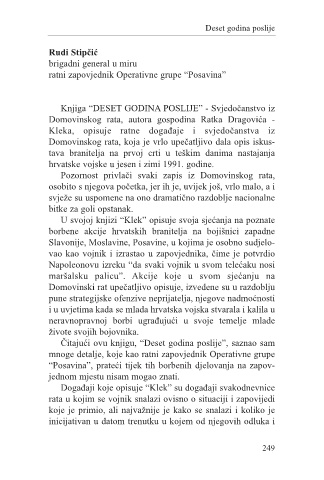 Deset godina poslije
Rudi Stipčić
brigadni general u miru
ratni zapovjednik Operativne grupe “Posavina”
Knjiga “DESET GODINA POSLIJE” - Svjedočanstvo iz
Domovinskog rata, autora gospodina Ratka Dragovića -
Kleka, opisuje ratne događaje i svjedočanstva iz
Domovinskog rata, koja je vrlo upečatljivo dala opis iskus-
tava branitelja na prvoj crti u teškim danima nastajanja
hrvatske vojske u jesen i zimi 1991. godine.
Pozornost privlači svaki zapis iz Domovinskog rata,
osobito s njegova početka, jer ih je, uvijek još, vrlo malo, a i
svježe su uspomene na ono dramatično razdoblje nacionalne
bitke za goli opstanak.
U svojoj knjizi “Klek” opisuje svoja sjećanja na poznate
borbene akcije hrvatskih branitelja na bojišnici zapadne
Slavonije, Moslavine, Posavine, u kojima je osobno sudjelo-
vao kao vojnik i izrastao u zapovjednika, čime je potvrdio
Napoleonovu izreku “da svaki vojnik u svom telećaku nosi
maršalsku palicu”. Akcije koje u svom sjećanju na
Domovinski rat upečatljivo opisuje, izvedene su u razdoblju
pune strategijske ofenzive neprijatelja, njegove nadmoćnosti
i u uvjetima kada se mlada hrvatska vojska stvarala i kalila u
neravnopravnoj borbi ugrađujući u svoje temelje mlade
živote svojih bojovnika.
Čitajući ovu knjigu, “Deset godina poslije”, saznao sam
mnoge detalje, koje kao ratni zapovjednik Operativne grupe
“Posavina”, prateći tijek tih borbenih djelovanja na zapov-
jednom mjestu nisam mogao znati.
Događaji koje opisuje “Klek” su događaji svakodnevnice
rata u kojim se vojnik snalazi ovisno o situaciji i zapovijedi
koje je primio, ali najvažnije je kako se snalazi i koliko je
inicijativan u datom trenutku u kojem od njegovih odluka i
249